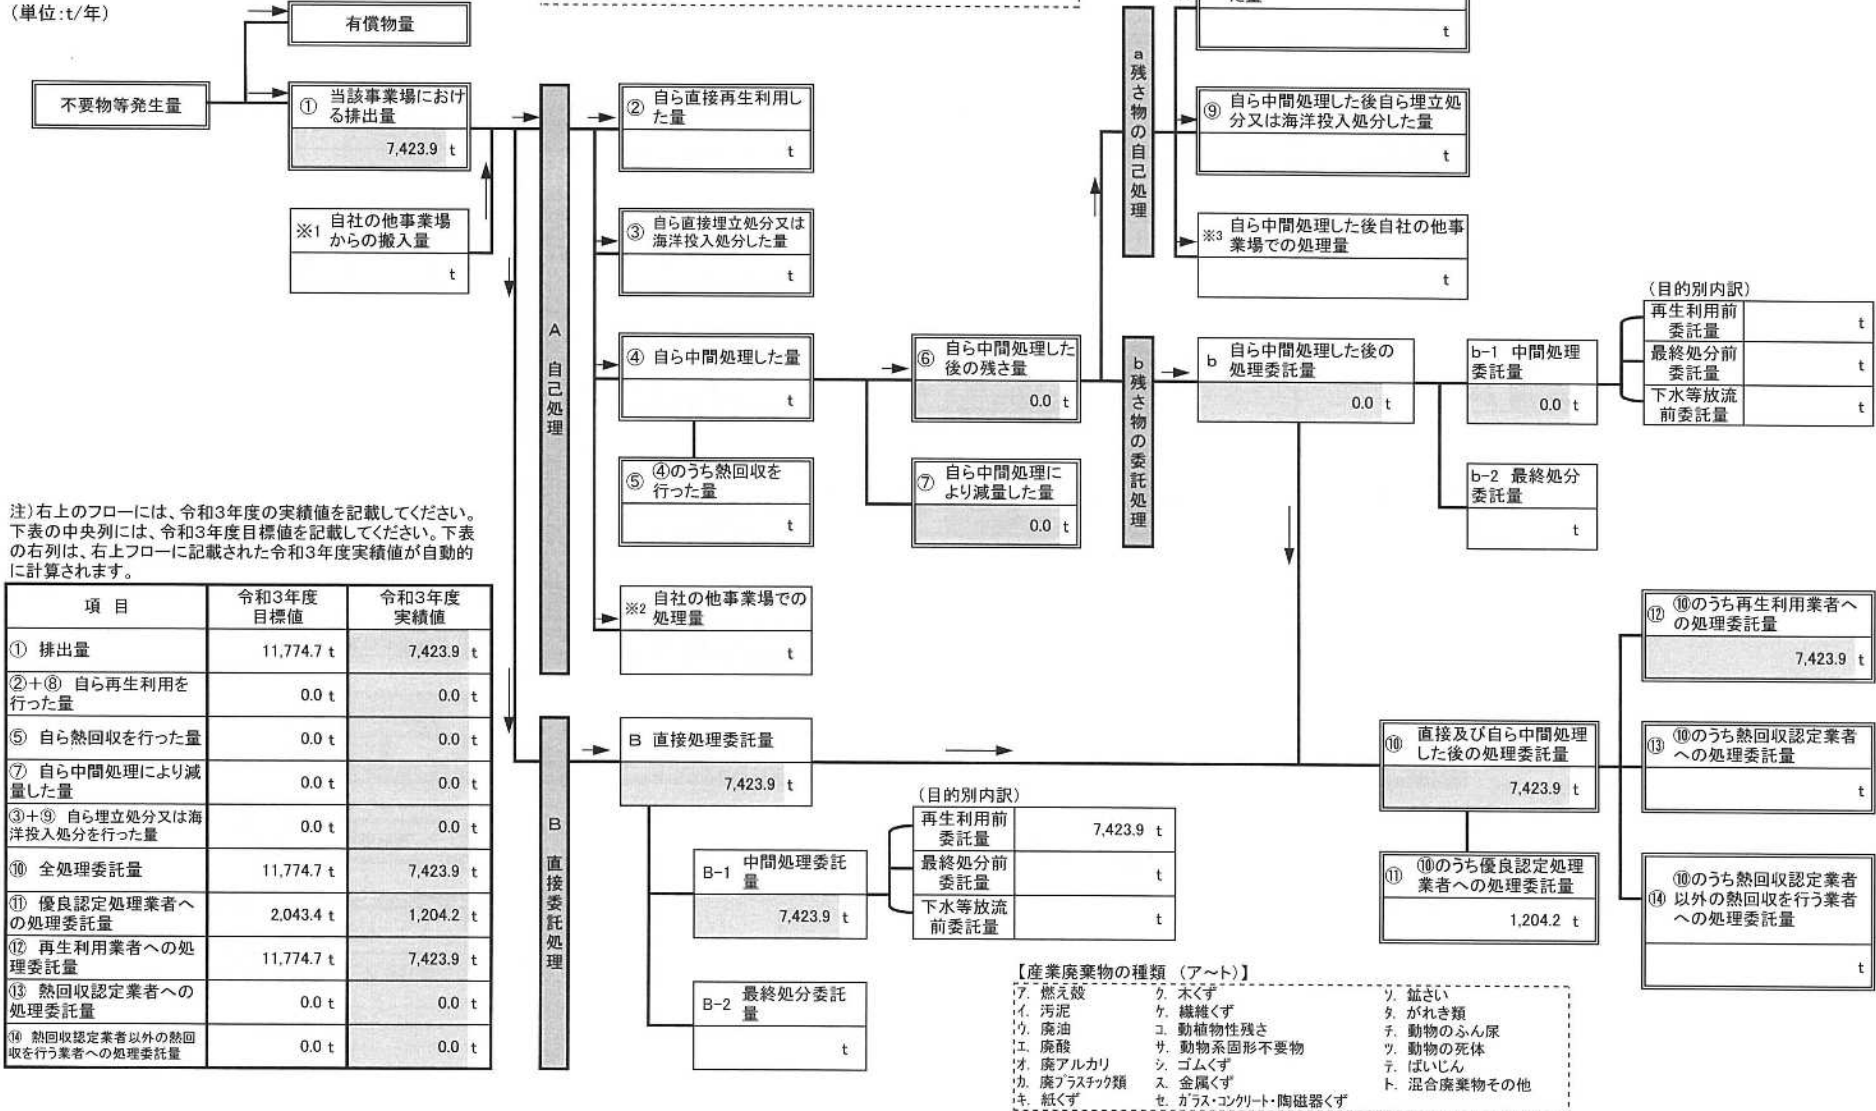 (単位:t/年)
有償物量
不要物等発生量
① 当該事業場におけ
る排出量
7,423.9 t
※1 自社の他事業場
からの搬入量
t
A 自己処理
② 自ら直接再生利用し
た量
t
③ 自ら直接埋立処分又は
海洋投入処分した量
t
④ 自ら中間処理した量
t
⑤ ④のうち熱回収を
行った量
t
※2 自社の他事業場での
処理量
t
⑥ 自ら中間処理した
後の残さ量
0.0 t
⑦ 自ら中間処理に
より減量した量
0.0 t
a 残さ物の自己処理
t
⑨ 自ら中間処理した後自ら埋立処
分又は海洋投入処分した量
t
※3 自ら中間処理した後自社の他事
業場での処理量
t
b 残さ物の委託処理
b 自ら中間処理した後の
処理委託量
0.0 t
b-1 中間処理
委託量
0.0 t
b-2 最終処分
委託量
t
(目的別内訳)
再生利用前
委託量 t
最終処分前
委託量 t
下水等放流
前委託量 t
注)右上のフローには、令和3年度の実績値を記載してください。
下表の中央列には、令和3年度目標値を記載してください。下表
の右列は、右上フローに記載された令和3年度実績値が自動的
に計算されます。
項 目 令和3年度 目標値 令和3年度 実績値
① 排出量 11,774.7 t 7,423.9 t
②+⑧ 自ら再生利用を
行った量 0.0 t 0.0 t
⑤ 自ら熱回収を行った量 0.0 t 0.0 t
⑦ 自ら中間処理により減
量した量 0.0 t 0.0 t
③+⑨ 自ら埋立処分又は海
洋投入処分を行った量 0.0 t 0.0 t
⑩ 全処理委託量 11,774.7 t 7,423.9 t
⑪ 優良認定処理業者へ
の処理委託量 2,043.4 t 1,204.2 t
⑫ 再生利用業者への処
理委託量 11,774.7 t 7,423.9 t
⑬ 熱回収認定業者への
処理委託量 0.0 t 0.0 t
⑭ 熱回収認定業者以外の熱回
収を行う業者への処理委託量 0.0 t 0.0 t
B 直接委託処理
B 直接処理委託量
7,423.9 t
B-1 中間処理委託
量
7,423.9 t
B-2 最終処分委託
量
t
(目的別内訳)
再生利用前
委託量 7,423.9 t
最終処分前
委託量 t
下水等放流
前委託量 t
⑩ 直接及び自ら中間処理
した後の処理委託量
7,423.9 t
⑪ ⑩のうち優良認定処理
業者への処理委託量
1,204.2 t
⑫ ⑩のうち再生利用業者へ
の処理委託量
7,423.9 t
⑬ ⑩のうち熱回収認定業者
への処理委託量
t
⑭ ⑩のうち熱回収認定業者
以外の熱回収を行う業者
への処理委託量
t
【産業廃棄物の種類 (ア~ト)】
ア. 燃え殻 ク. 木くず ソ. 鉱さい
イ. 汚泥 ケ. 繊維くず タ. がれき類
ウ. 廃油 コ. 動植物性残さ チ. 動物のふん尿
エ. 廃酸 サ. 動物系固形不要物 ツ. 動物の死体
オ. 廃アルカリ シ. ゴムくず テ. ばいじん
カ. 廃プラスチック類 ス. 金属くず ト. 混合廃棄物その他
キ. 紙くず セ. ガラス・コンクリート・陶磁器くず